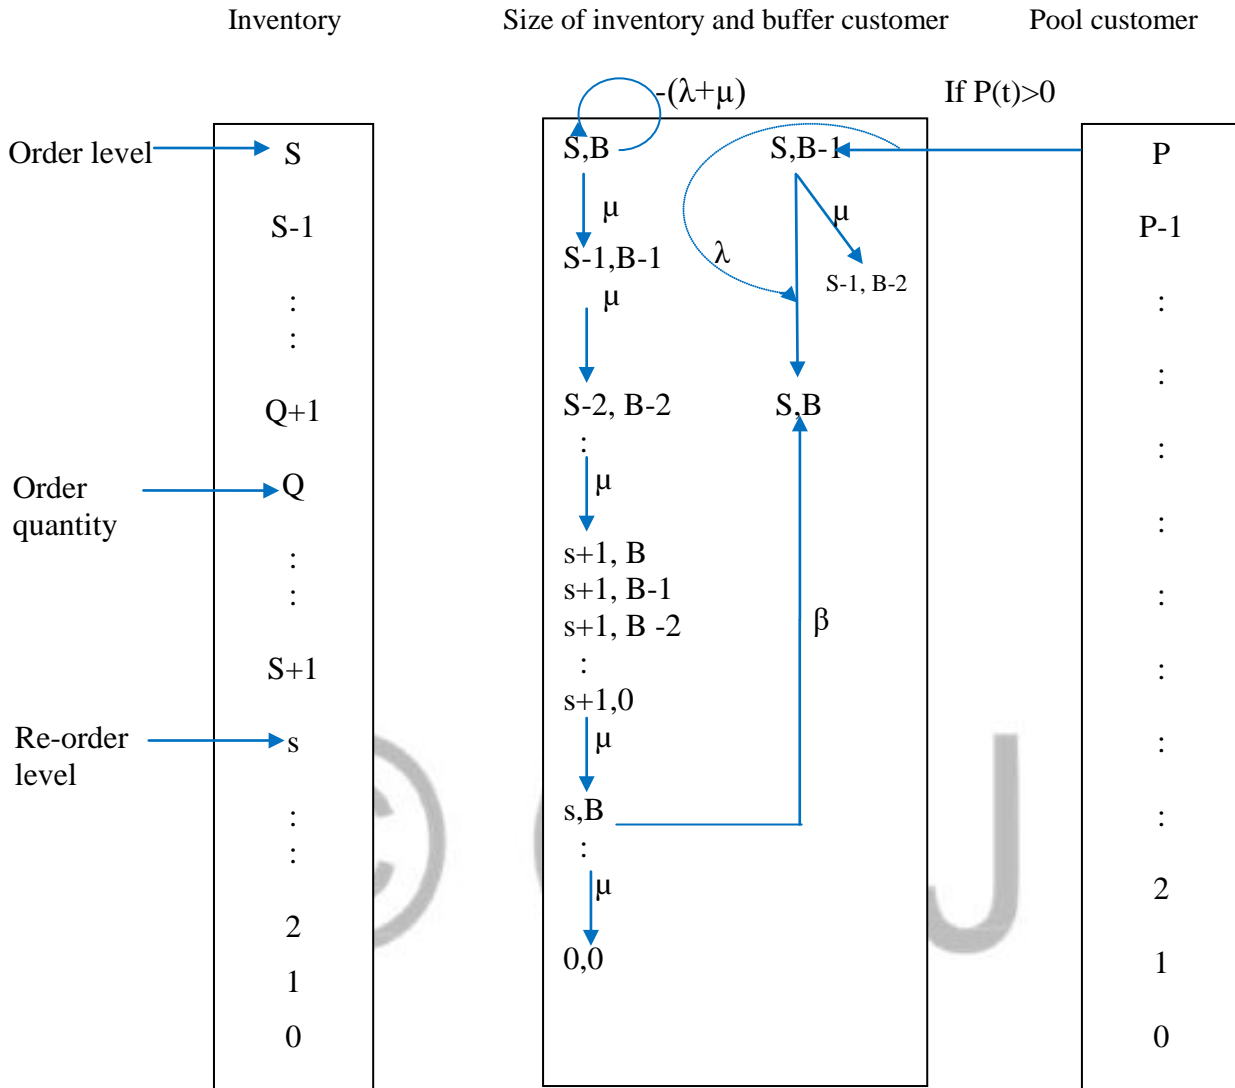 Inventory
Size of inventory and buffer customer
Pool customer
-(λ+μ)
If P(t)>0
Order level
S
S,B
S,B-1
P
μ
μ
S-1
P-1
S-1,B-1
λ
S-1, B-2
μ
:
:
:
:
Q+1
S-2, B-2
S,B
:
:
Order
quantity
Q
μ
:
:
s+1, B
:
s+1, B-1
:
:
s+1, B -2
β
:
S+1
:
s+1,0
Re-order
level
s
μ
:
s,B
:
:
:
:
μ
2
2
0,0
1
1
0
0
© J